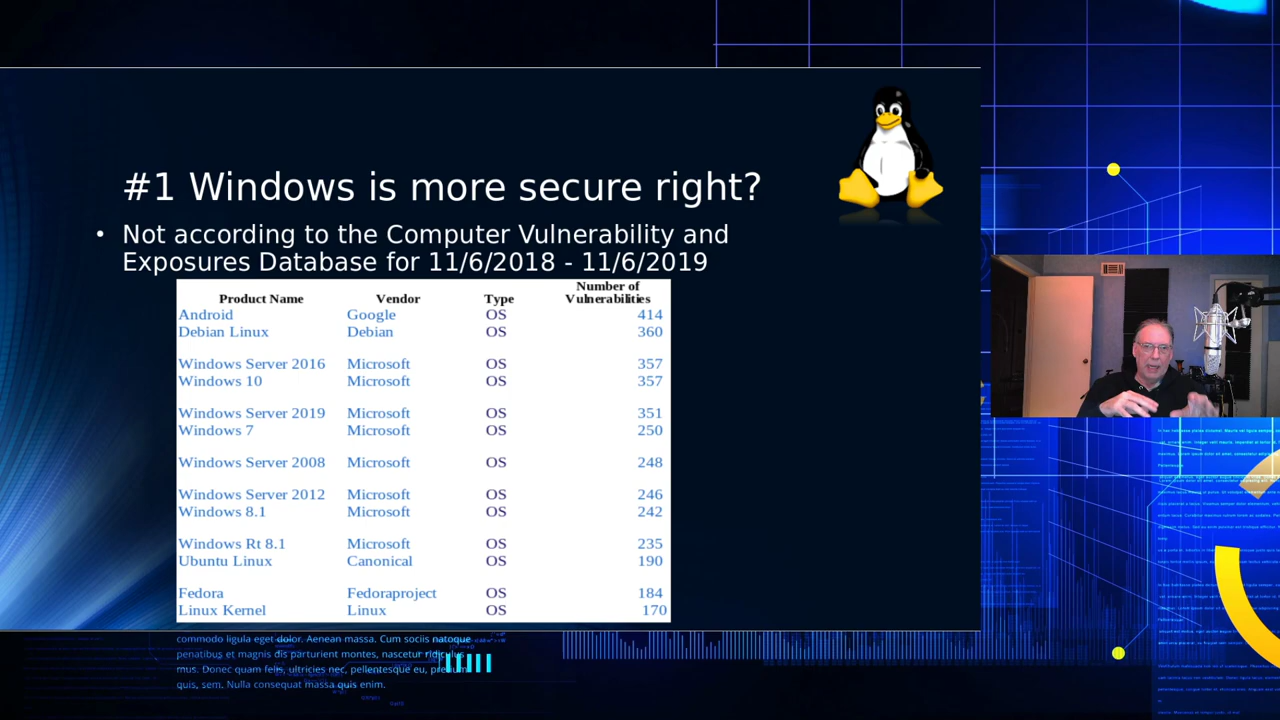 #1 Windows is more secure right?
• Not according to the Computer Vulnerability and
Exposures Database for 11/6/2018 - 11/6/2019
Product Name Vendor Type Number of Vulnerabilities
Android Google OS 414
Debian Linux Debian OS 360
Windows Server 2016 Microsoft OS 357
Windows 10 Microsoft OS 357
Windows Server 2019 Microsoft OS 351
Windows 7 Microsoft OS 250
Windows Server 2008 Microsoft OS 248
Windows Server 2012 Microsoft OS 246
Windows 8.1 Microsoft OS 242
Windows Rt 8.1 Microsoft OS 235
Ubuntu Linux Canonical OS 190
Fedora Fedoraproject OS 184
Linux Kernel Linux OS 170
commodo ligula eget dolor. Aenean massa. Cum sociis natoque
penatibus et magnis dis parturient montes, nascetur ridiculus
mus. Donec quam felis, ultricies nec, pellentesque eu, pretium
quis, sem. Nulla consequat massa quis enim.